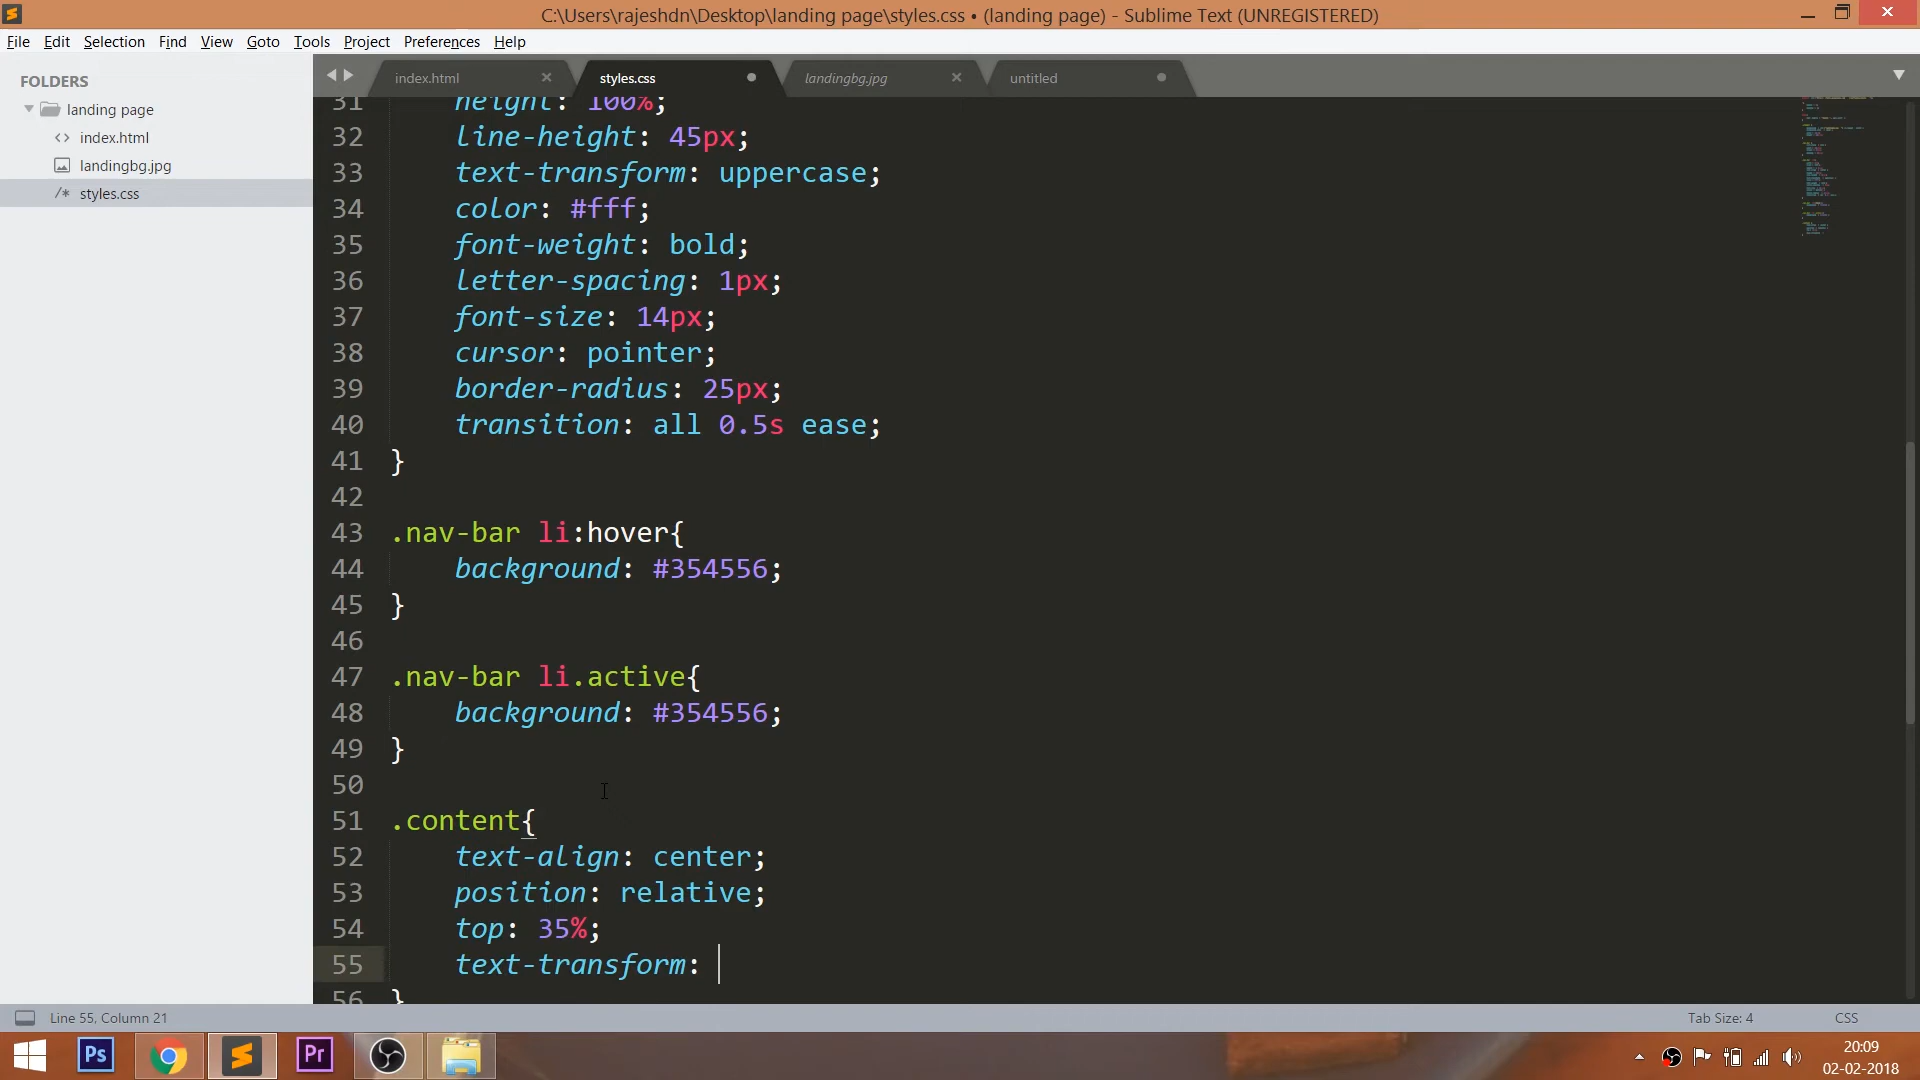 C:\Users\rajeshdn\Desktop\landing page\styles.css • (landing page) - Sublime Text (UNREGISTERED)
File Edit Selection Find View Goto Tools Project Preferences Help
FOLDERS
landing page
<> index.html
landingbg.jpg
/* styles.css
index.html × styles.css landingbg.jpg × untitled
31 height: 100%;
32 line-height: 45px;
33 text-transform: uppercase;
34 color: #fff;
35 font-weight: bold;
36 letter-spacing: 1px;
37 font-size: 14px;
38 cursor: pointer;
39 border-radius: 25px;
40 transition: all 0.5s ease;
41 }
42
43 .nav-bar li:hover{
44 background: #354556;
45 }
46
47 .nav-bar li.active{
48 background: #354556;
49 }
50
51 .content{
52 text-align: center;
53 position: relative;
54 top: 35%;
55 text-transform:
56 }
Line 55, Column 21
Tab Size: 4 CSS
Ps
Pr
20:09
02-02-2018